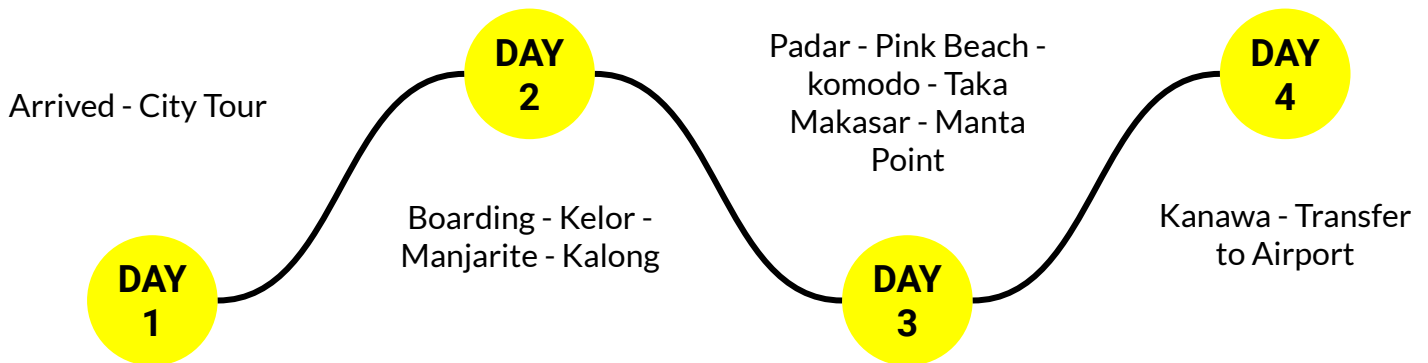 Arrived - City Tour
DAY
1
DAY
2
Boarding - Kelor -
Manjarite - Kalong
Padar - Pink Beach -
komodo - Taka
Makasar - Manta
Point
DAY
3
DAY
4
Kanawa - Transfer
to Airport